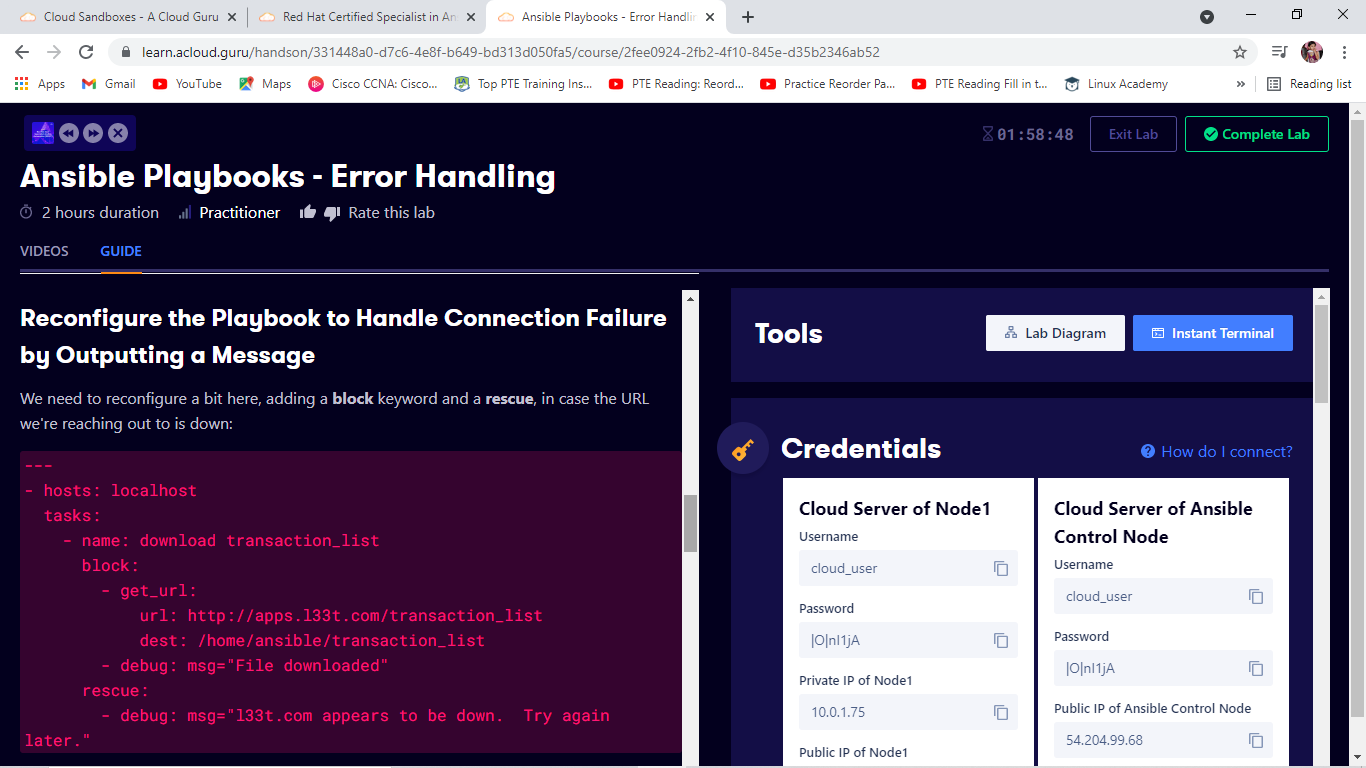 Cloud Sandboxes - A Cloud Guru
Red Hat Certified Specialist in An
Ansible Playbooks - Error Handlin
learn.acloud.guru/handson/331448a0-d7c6-4e8f-b649-bd313d050fa5/course/2fee0924-2fb2-4f10-845e-d35b2346ab52
Apps Gmail YouTube Maps Cisco CCNA: Cisco... Top PTE Training Ins... PTE Reading: Reord... Practice Reorder Pa... PTE Reading Fill in t... Linux Academy » Reading list
01:58:48 Exit Lab Complete Lab
Ansible Playbooks - Error Handling
2 hours duration Practitioner Rate this lab
VIDEOS GUIDE
Reconfigure the Playbook to Handle Connection Failure
by Outputting a Message
We need to reconfigure a bit here, adding a block keyword and a rescue, in case the URL
we're reaching out to is down:
---
- hosts: localhost
tasks:
- name: download transaction_list
block:
- get_url:
url: http://apps.l33t.com/transaction_list
dest: /home/ansible/transaction_list
- debug: msg="File downloaded"
rescue:
- debug: msg="l33t.com appears to be down.  Try again
later."
Tools
Lab Diagram
Instant Terminal
Credentials
How do I connect?
Cloud Server of Node1
Username
cloud_user
Password
|O|nI1jA
Private IP of Node1
10.0.1.75
Public IP of Node1
Cloud Server of Ansible
Control Node
Username
cloud_user
Password
|O|nI1jA
Public IP of Ansible Control Node
54.204.99.68